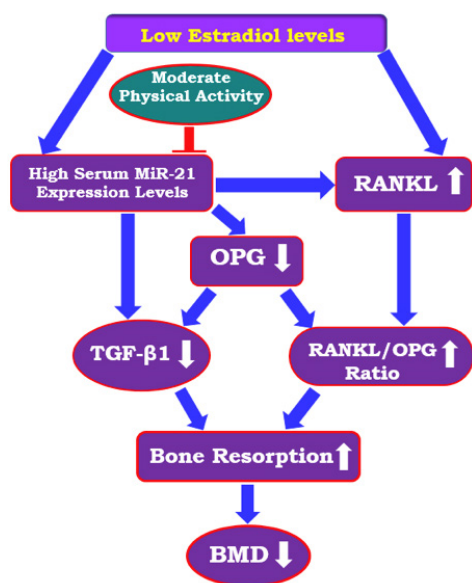 Low Estradiol levels
Moderate
Physical Activity
High Serum MiR-21
Expression Levels
RANKL
OPG
TGF-β1
RANKL/OPG
Ratio
Bone Resorption
BMD